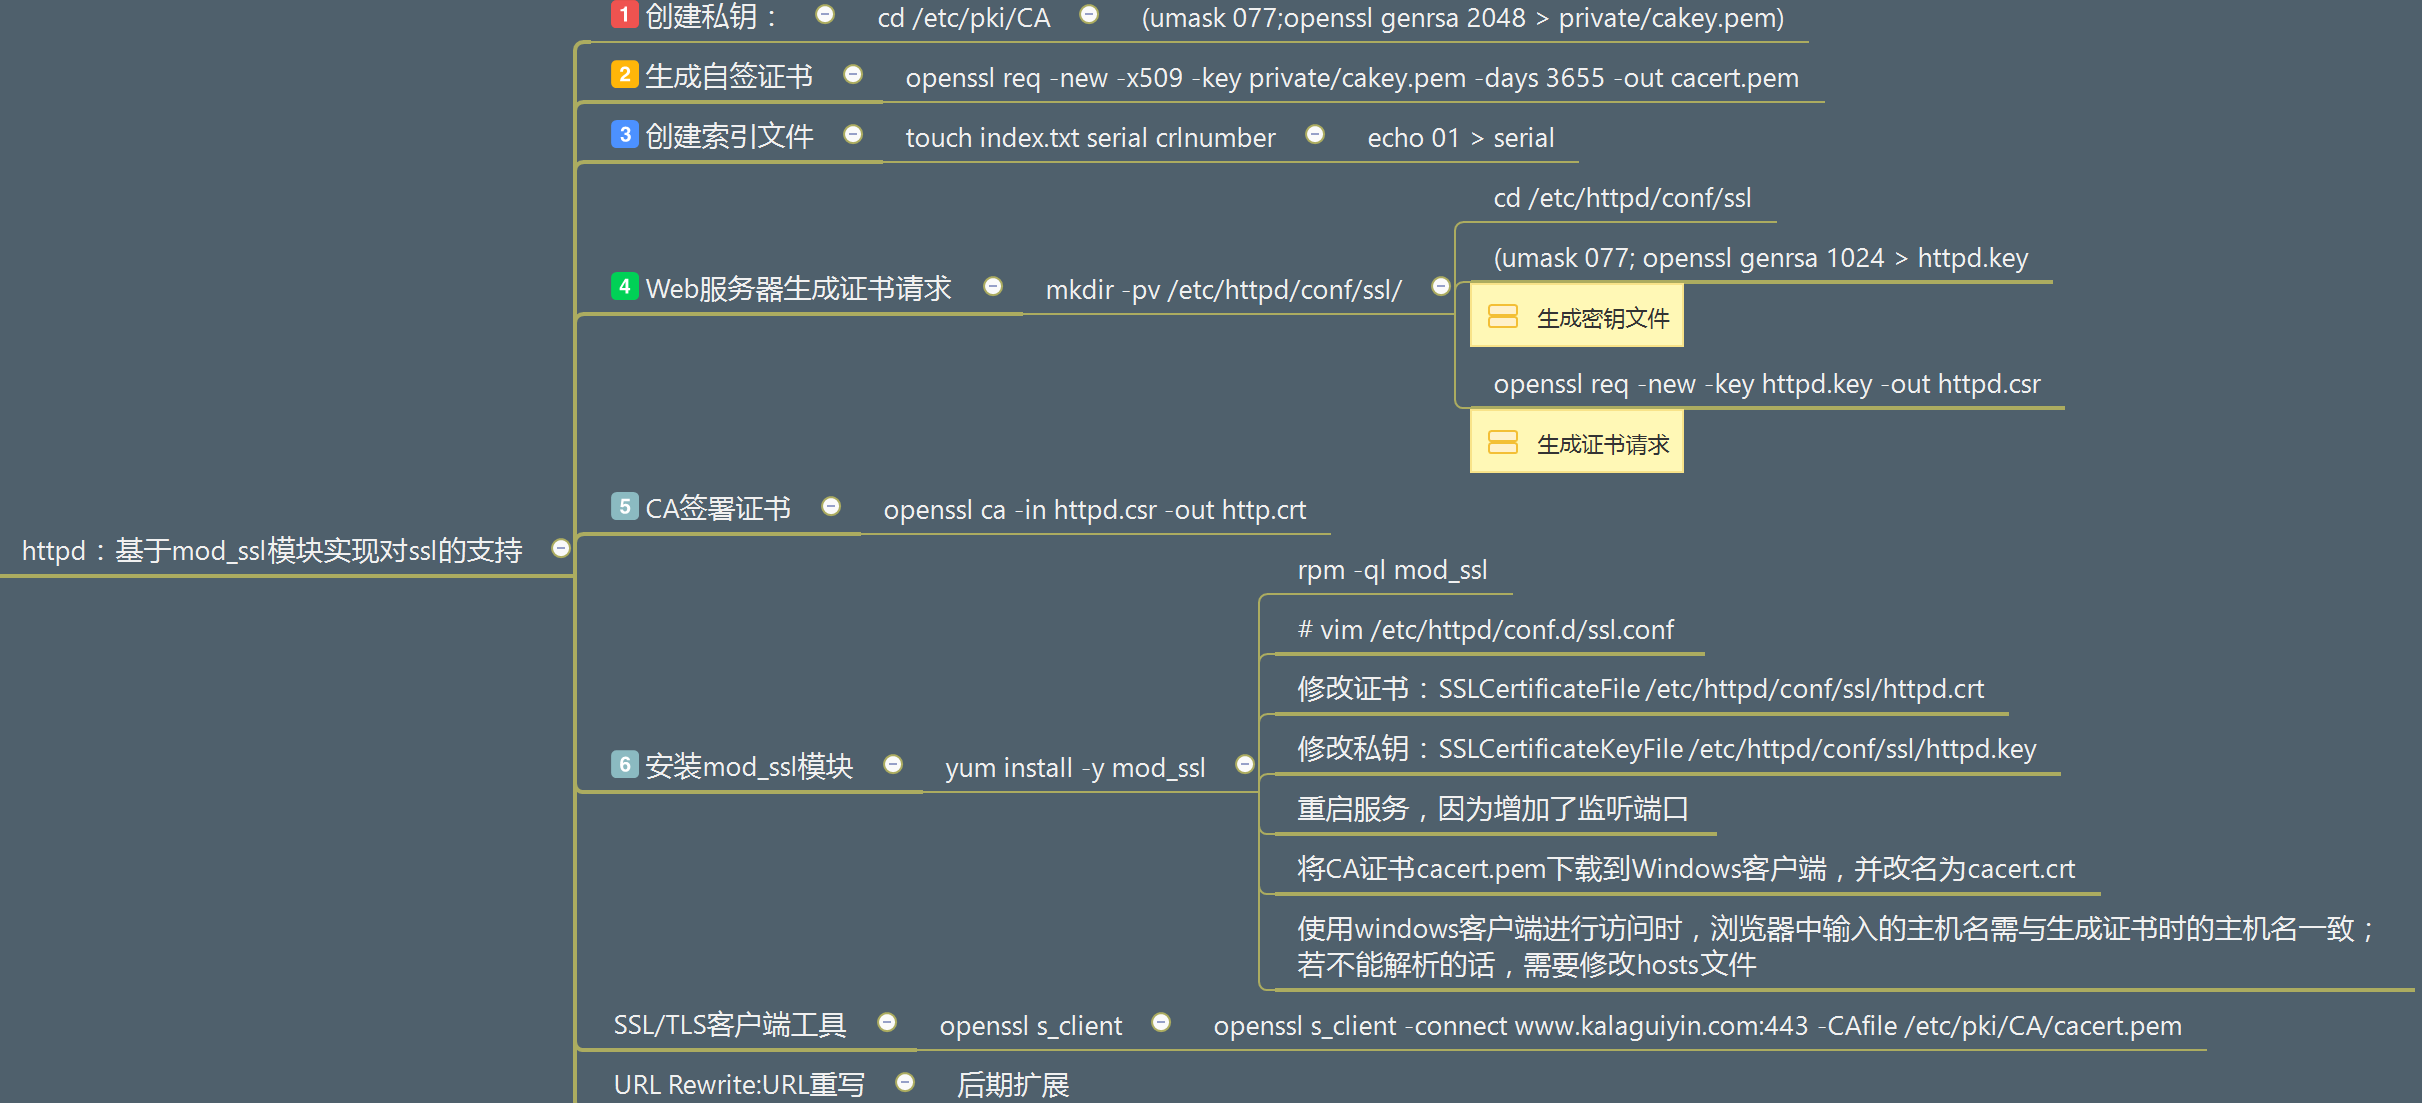 1 创建私钥： cd /etc/pki/CA (umask 077;openssl genrsa 2048 > private/cakey.pem)
2 生成自签证书 openssl req -new -x509 -key private/cakey.pem -days 3655 -out cacert.pem
3 创建索引文件 touch index.txt serial crlnumber echo 01 > serial
cd /etc/httpd/conf/ssl
(umask 077; openssl genrsa 1024 > httpd.key
4 Web服务器生成证书请求 mkdir -pv /etc/httpd/conf/ssl/
生成密钥文件
openssl req -new -key httpd.key -out httpd.csr
生成证书请求
5 CA签署证书 openssl ca -in httpd.csr -out http.crt
httpd：基于mod_ssl模块实现对ssl的支持
rpm -ql mod_ssl
# vim /etc/httpd/conf.d/ssl.conf
修改证书：SSLCertificateFile /etc/httpd/conf/ssl/httpd.crt
修改私钥：SSLCertificateKeyFile /etc/httpd/conf/ssl/httpd.key
6 安装mod_ssl模块 yum install -y mod_ssl
重启服务，因为增加了监听端口
将CA证书cacert.pem下载到Windows客户端，并改名为cacert.crt
使用windows客户端进行访问时，浏览器中输入的主机名需与生成证书时的主机名一致；
若不能解析的话，需要修改hosts文件
SSL/TLS客户端工具 openssl s_client openssl s_client -connect www.kalaguiyin.com:443 -CAfile /etc/pki/CA/cacert.pem
URL Rewrite:URL重写 后期扩展